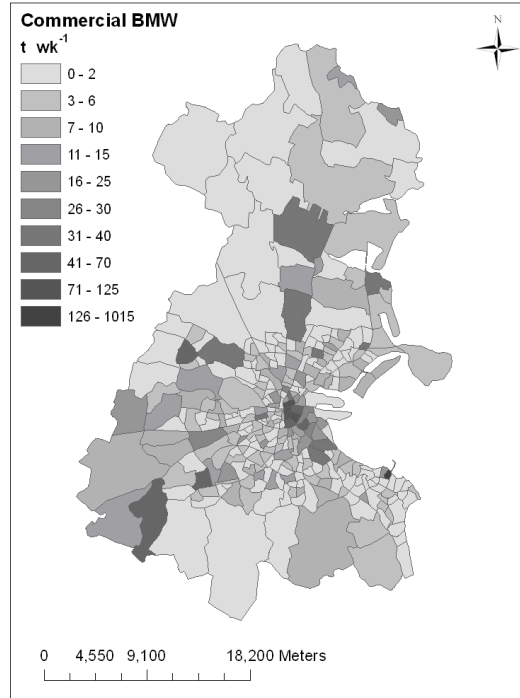 Commercial BMW
t wk-1
N
0 - 2
3 - 6
7 - 10
11 - 15
16 - 25
26 - 30
31 - 40
41 - 70
71 - 125
126 - 1015
0 4,550 9,100 18,200 Meters